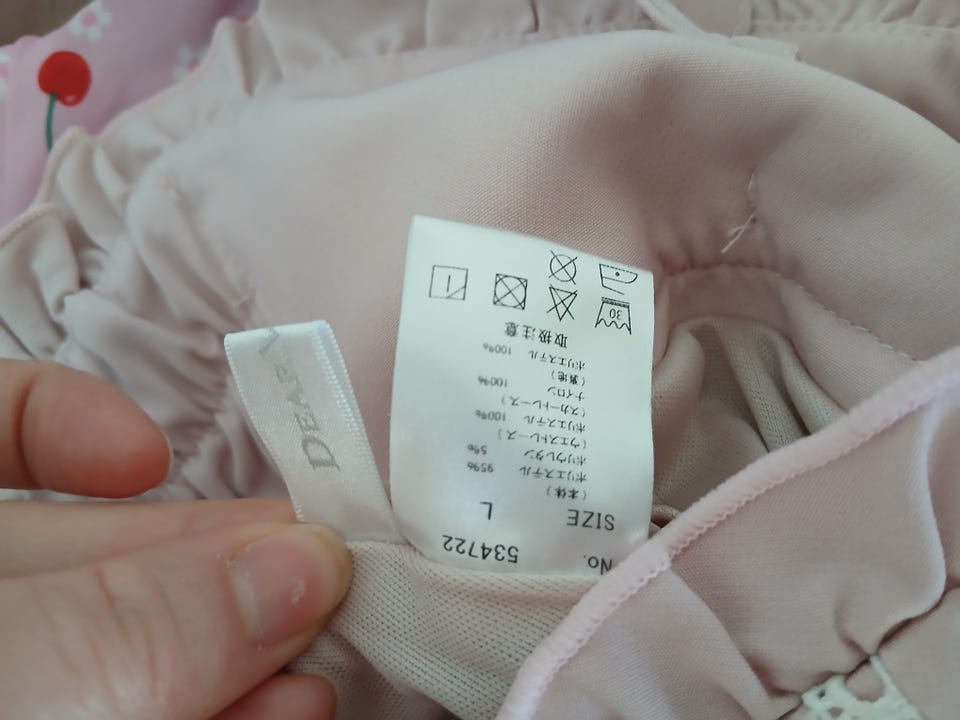 No. 534722
SIZE L
(本体)
ポリエステル 95%
ポリウレタン 5%
(ウエストレース)
ポリエステル 100%
(スカートレース)
ナイロン 100%
(裏地)
ポリエステル 100%
取扱注意
30
DEAR